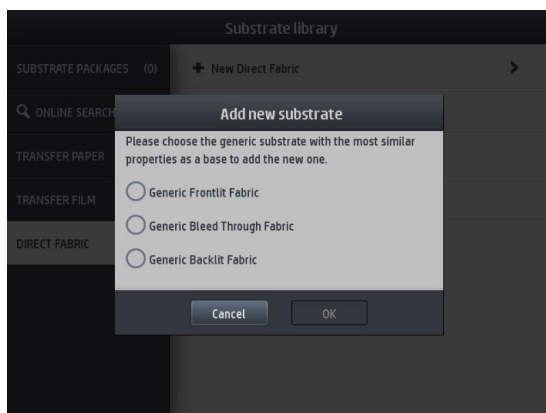 Substrate library
SUBSTRATE PACKAGES (0)
+ New Direct Fabric
ONLINE SEARCH
TRANSFER PAPER
TRANSFER FILM
DIRECT FABRIC
Add new substrate
Please choose the generic substrate with the most similar
properties as a base to add the new one.
Generic Frontlit Fabric
Generic Bleed Through Fabric
Generic Backlit Fabric
Cancel
OK